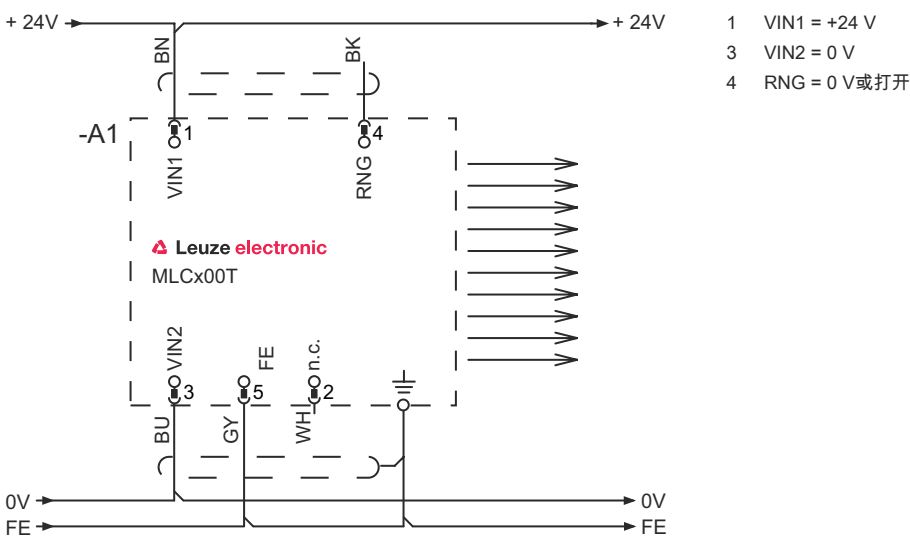 + 24V
+ 24V
1 VIN1 = +24 V
3 VIN2 = 0 V
4 RNG = 0 V或打开
BN
BK
-A1
1
4
VIN1
RNG
Leuze electronic
MLCx00T
VIN2
FE
n.c.
3
5
2
BU
GY
WH
0V
0V
FE
FE